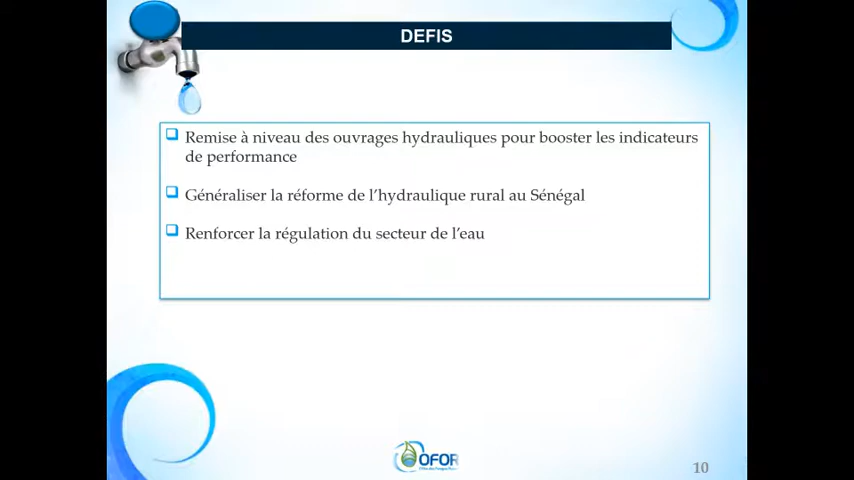 DEFIS
Remise à niveau des ouvrages hydrauliques pour booster les indicateurs
de performance
Généraliser la réforme de l'hydraulique rural au Sénégal
Renforcer la régulation du secteur de l'eau
OFOR
10